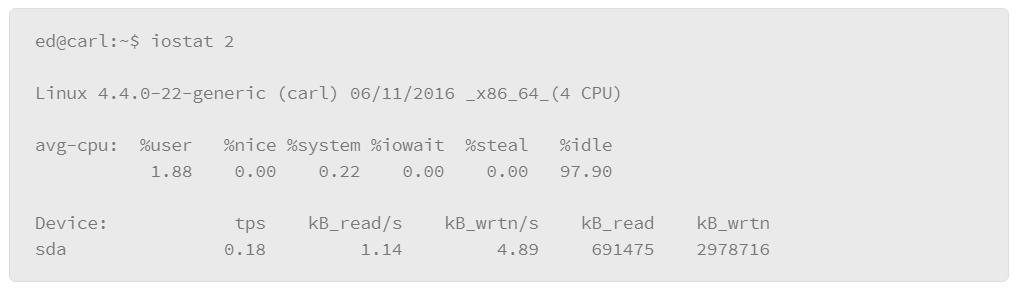 ed@carl:~$ iostat 2
Linux 4.4.0-22-generic (carl) 06/11/2016 _x86_64_(4 CPU)
avg-cpu: %user %nice %system %iowait %steal %idle
1.88 0.00 0.22 0.00 0.00 97.90
Device: tps kB_read/s kB_wrtn/s kB_read kB_wrtn
sda 0.18 1.14 4.89 691475 2978716